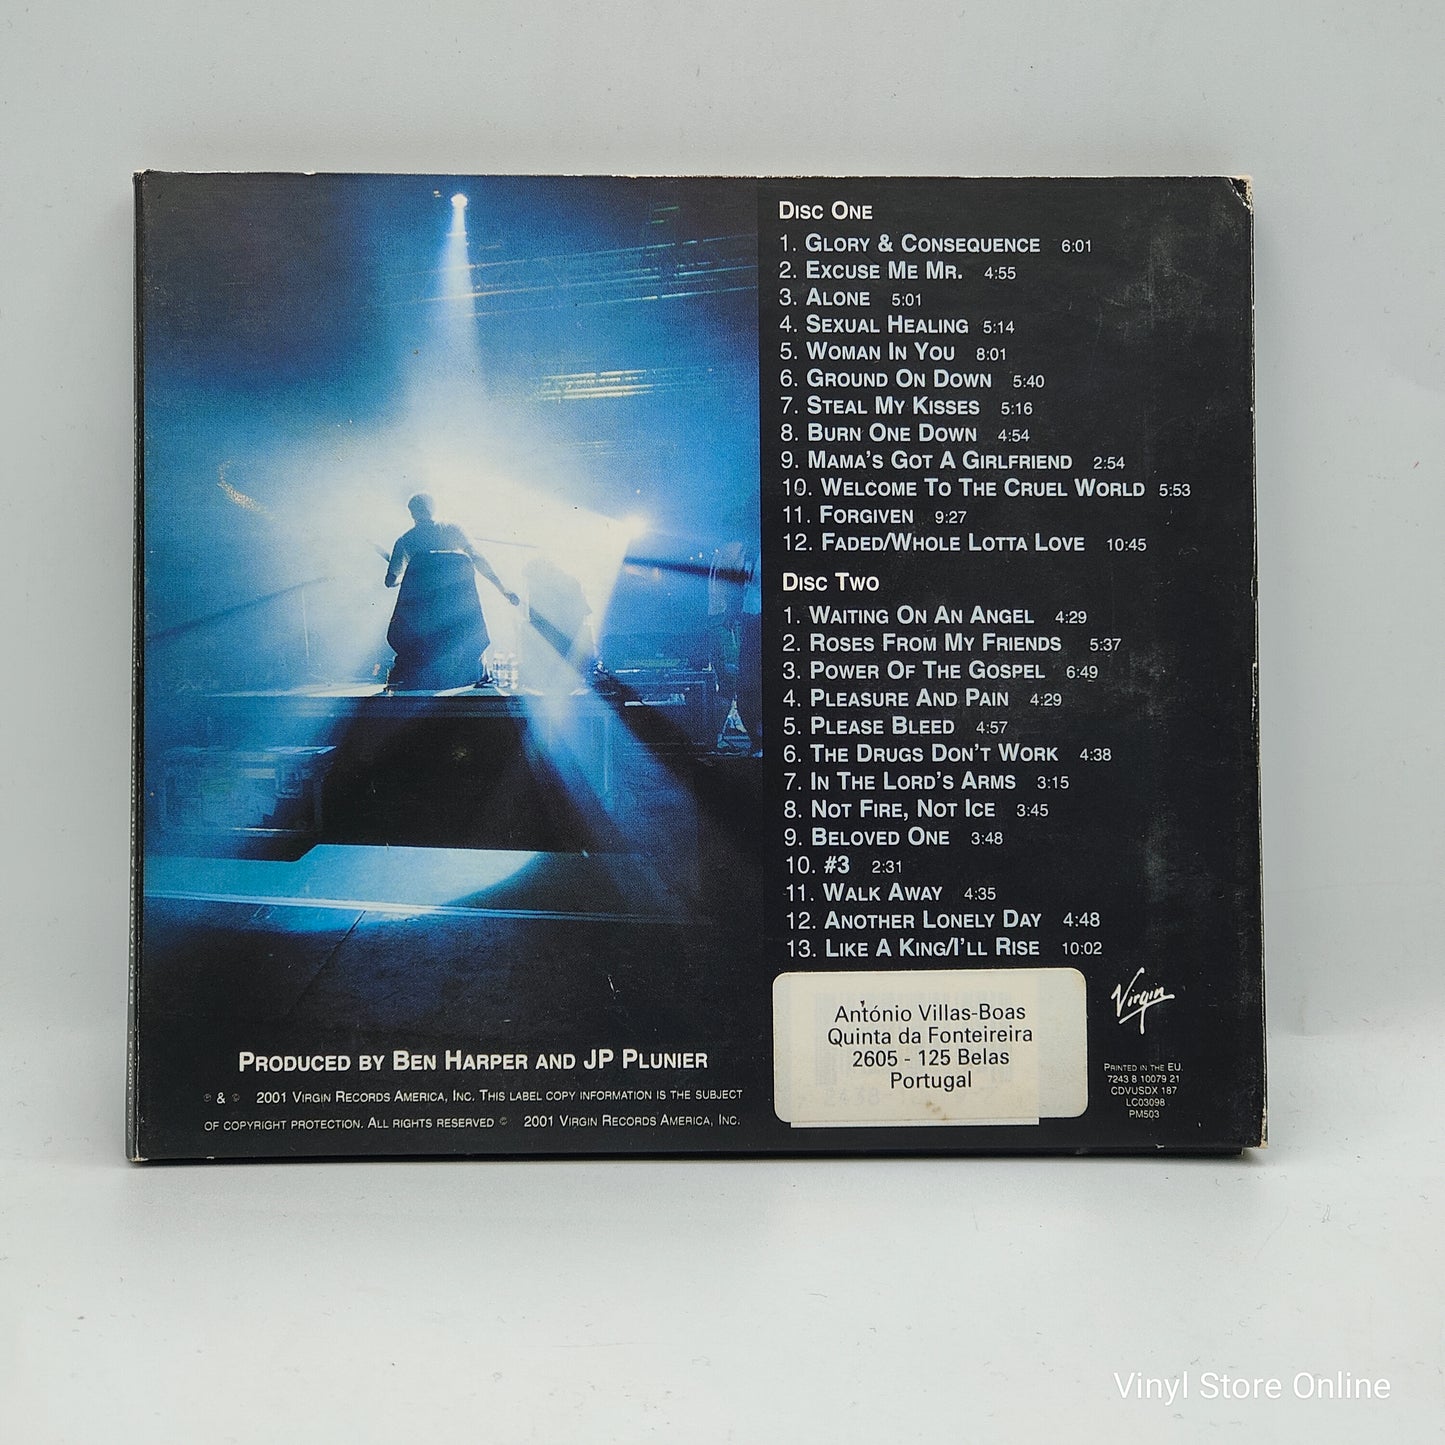 Disc One
1. Glory & Consequence 6:01
2. Excuse Me Mr. 4:55
3. Alone 5:01
4. Sexual Healing 5:14
5. Woman In You 8:01
6. Ground On Down 5:40
7. Steal My Kisses 5:16
8. Burn One Down 4:54
9. Mama's Got A Girlfriend 2:54
10. Welcome To The Cruel World 5:53
11. Forgiven 9:27
12. Faded/Whole Lotta Love 10:45
Disc Two
1. Waiting On An Angel 4:29
2. Roses From My Friends 5:37
3. Power Of The Gospel 6:49
4. Pleasure And Pain 4:29
5. Please Bleed 4:57
6. The Drugs Don't Work 4:38
7. In The Lord's Arms 3:15
8. Not Fire, Not Ice 3:45
9. Beloved One 3:48
10. #3 2:31
11. Walk Away 4:35
12. Another Lonely Day 4:48
13. Like A King/I'll Rise 10:02
Produced by Ben Harper and JP Plunier
℗ & © 2001 Virgin Records America, Inc. This label copy information is the subject
of copyright protection. All rights reserved © 2001 Virgin Records America, Inc.
António Villas-Boas
Quinta da Fonteireira
2605 - 125 Belas
Portugal
Virgin
Printed in the EU.
7243 8 10079 21
CDVUSDX 187
LC03098
PM503
Vinyl Store Online